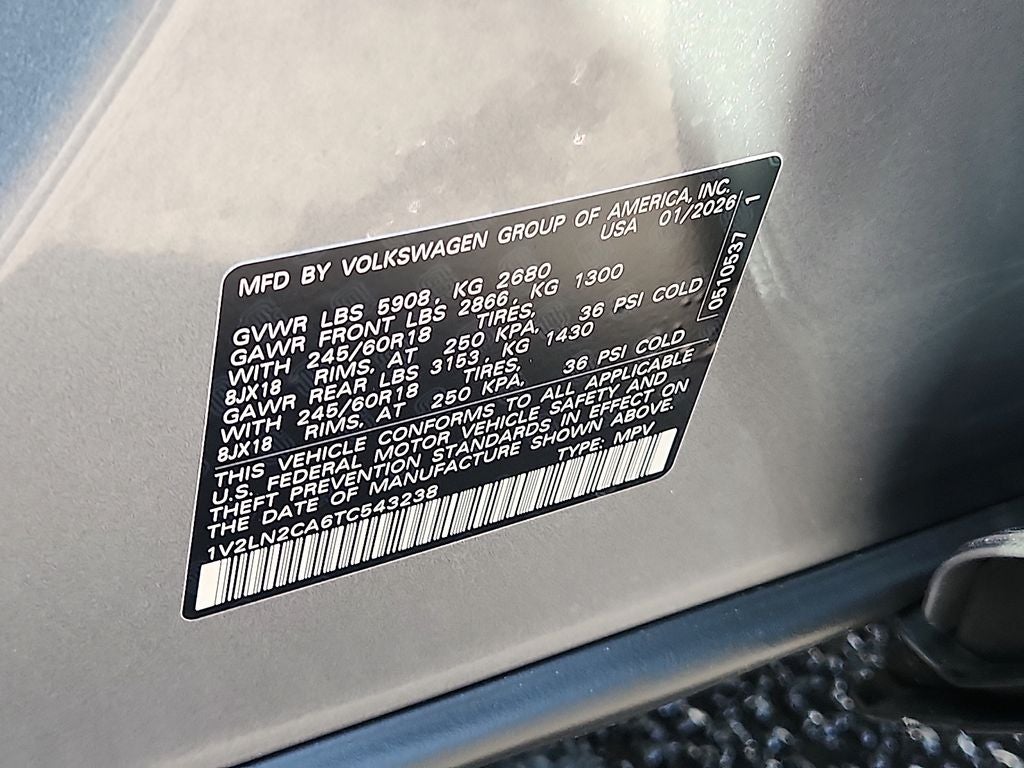 MFD BY VOLKSWAGEN GROUP OF AMERICA, INC.
USA 01/2026
GVWR LBS 5908, KG 2680
GAWR FRONT LBS 2866, KG 1300
WITH 245/60R18 TIRES,
8JX18 RIMS, AT 250 KPA, 36 PSI COLD
GAWR REAR LBS 3153, KG 1430
WITH 245/60R18 TIRES,
8JX18 RIMS, AT 250 KPA, 36 PSI COLD
THIS VEHICLE CONFORMS TO ALL APPLICABLE
U.S. FEDERAL MOTOR VEHICLE SAFETY AND
THEFT PREVENTION STANDARDS IN EFFECT ON
THE DATE OF MANUFACTURE SHOWN ABOVE.
1V2LN2CA6TC543238 TYPE: MPV
0510537 1